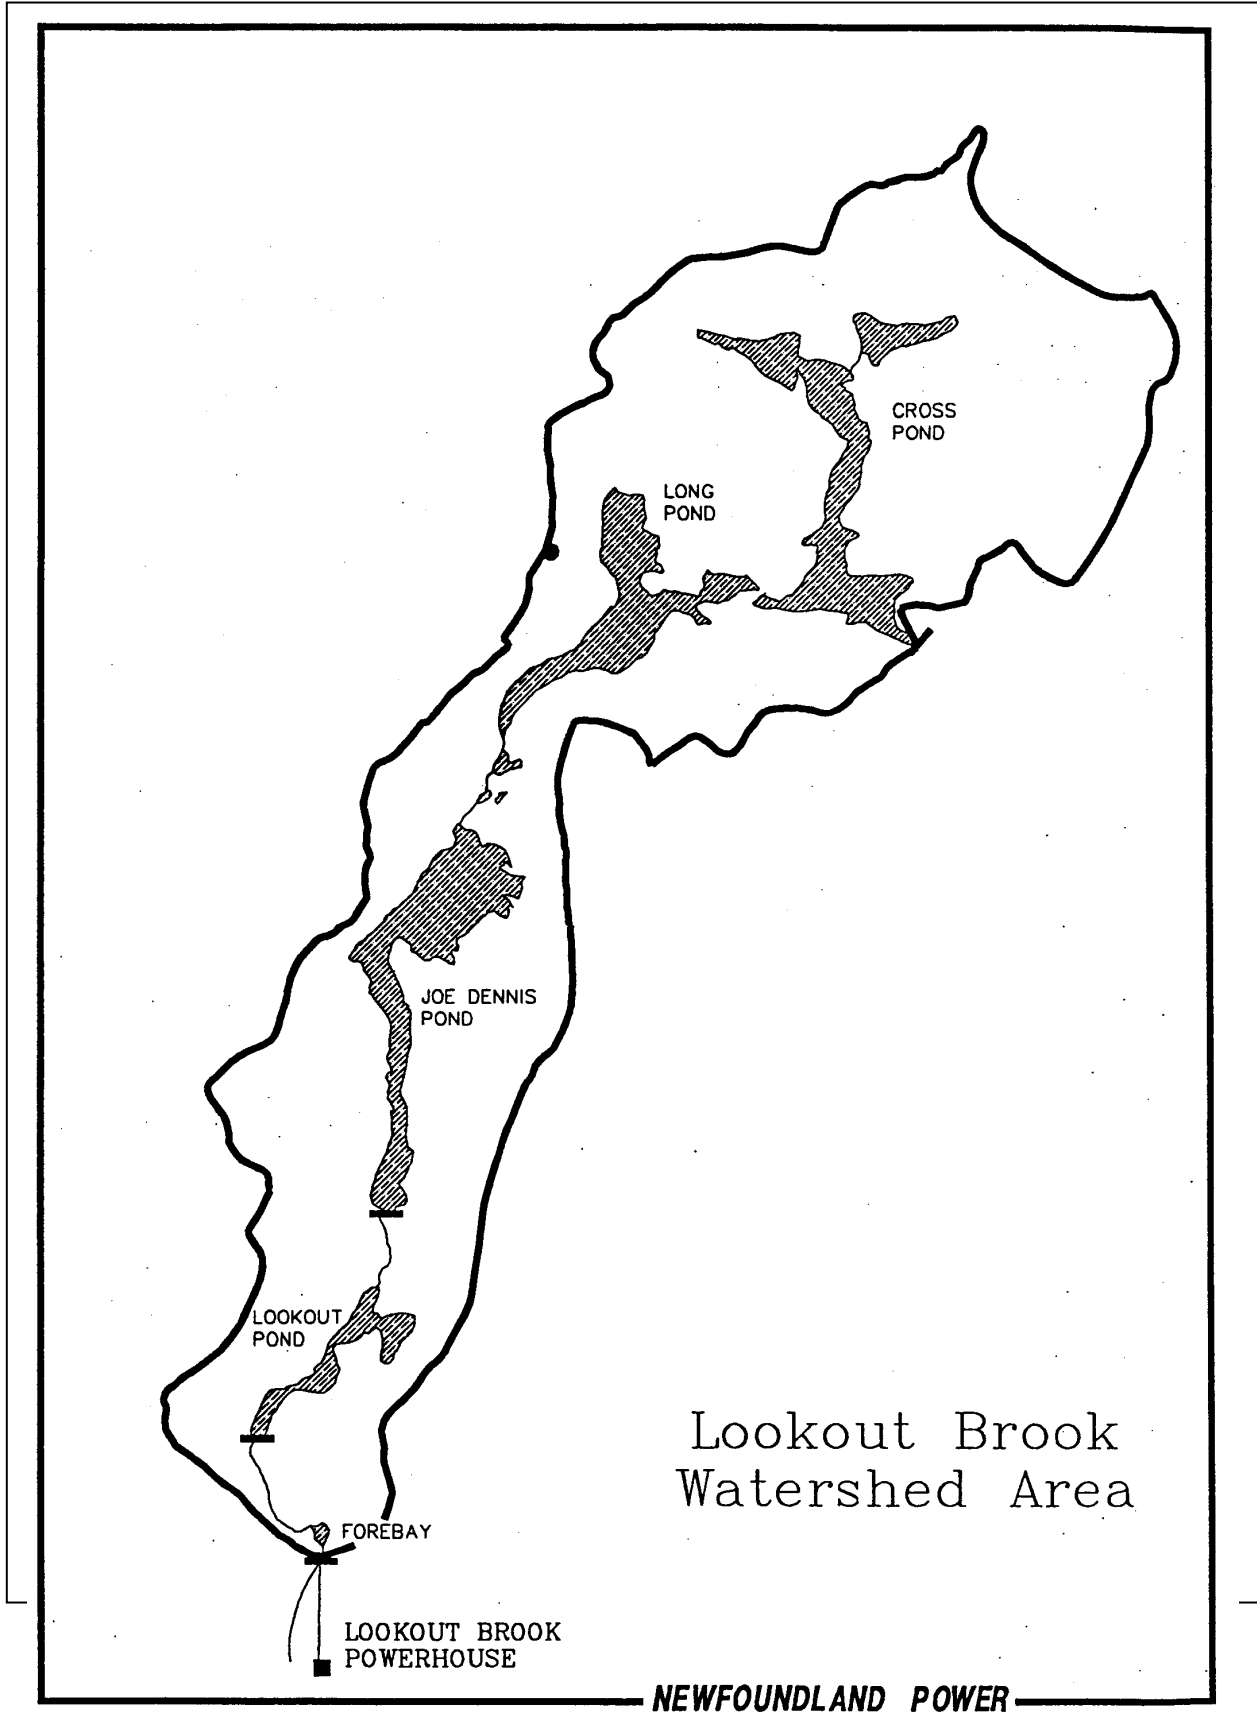 CROSS
POND
LONG
POND
JOE DENNIS
POND
LOOKOUT
POND
Lookout Brook
Watershed Area
FOREBAY
LOOKOUT BROOK
POWERHOUSE
NEWFOUNDLAND POWER